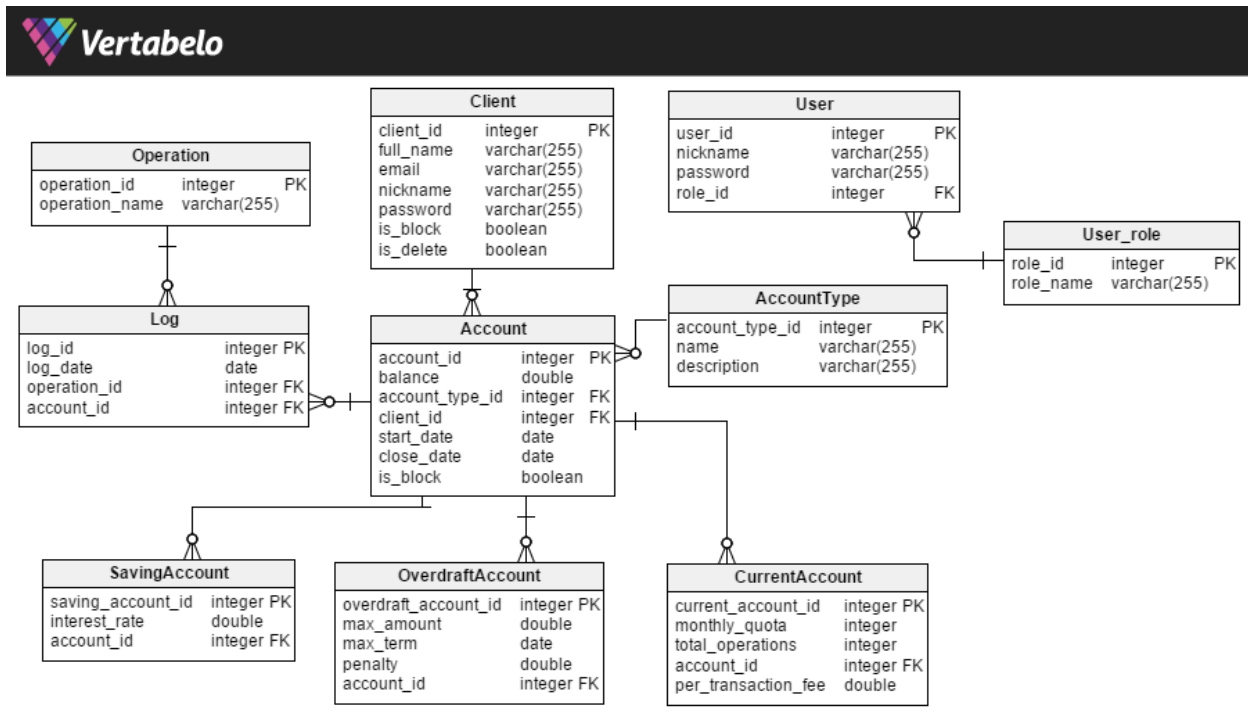 Vertabelo
Client
client_id integer PK
full_name varchar(255)
email varchar(255)
nickname varchar(255)
password varchar(255)
is_block boolean
is_delete boolean
User
user_id integer PK
nickname varchar(255)
password varchar(255)
role_id integer FK
Operation
operation_id integer PK
operation_name varchar(255)
User_role
role_id integer PK
role_name varchar(255)
AccountType
account_type_id integer PK
name varchar(255)
description varchar(255)
Log
log_id integer PK
log_date date
operation_id integer FK
account_id integer FK
Account
account_id integer PK
balance double
account_type_id integer FK
client_id integer FK
start_date date
close_date date
is_block boolean
SavingAccount
saving_account_id integer PK
interest_rate double
account_id integer FK
OverdraftAccount
overdraft_account_id integer PK
max_amount double
max_term date
penalty double
account_id integer FK
CurrentAccount
current_account_id integer PK
monthly_quota integer
total_operations integer
account_id integer FK
per_transaction_fee double